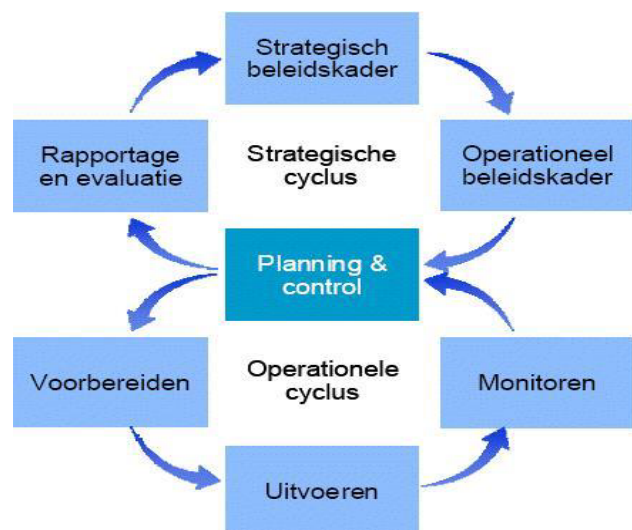 Strategisch
beleidskader
Rapportage
en evaluatie
Strategische
cyclus
Operationeel
beleidskader
Planning &
control
Voorbereiden
Operationele
cyclus
Monitoren
Uitvoeren